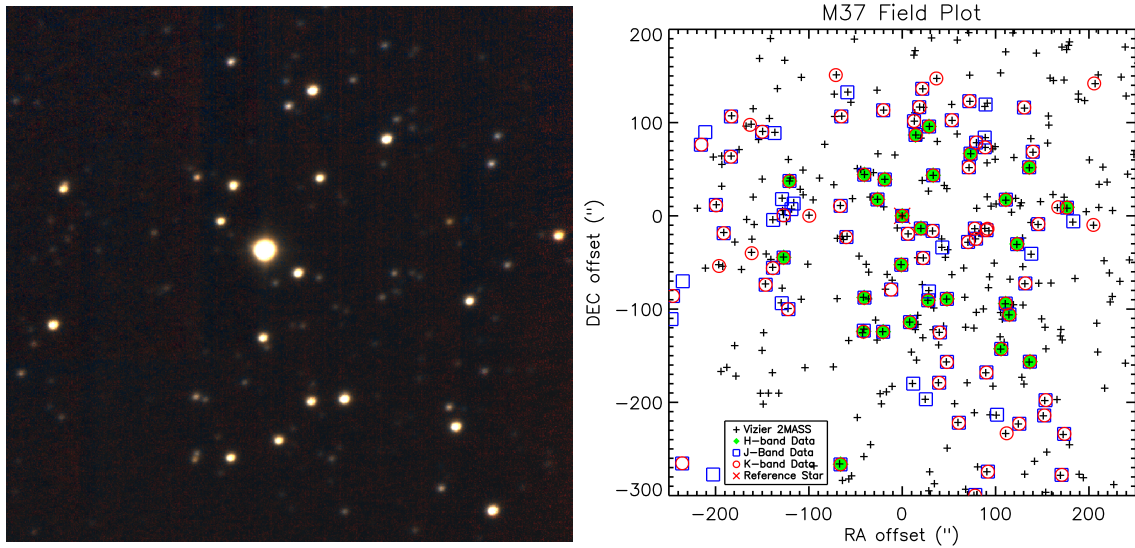 M37 Field Plot
200
100
0
−100
−200
−300
DEC offset (")
Vizier 2MASS
H-band Data
J-Band Data
K-band Data
Reference Star
−200
−100
0
100
200
RA offset (")